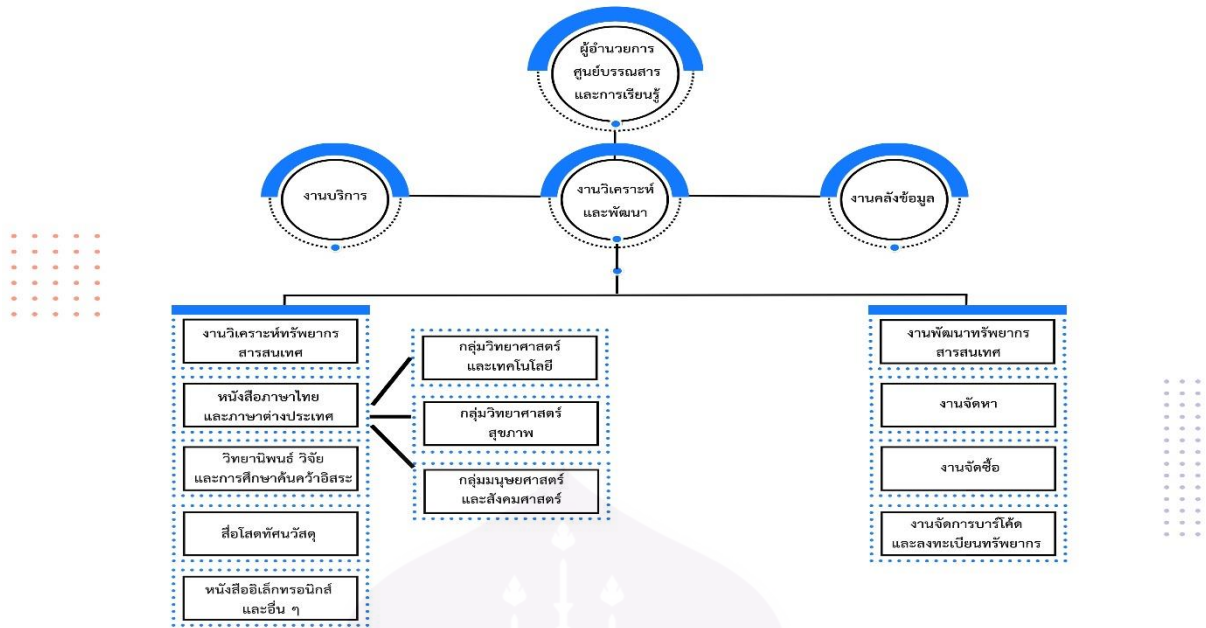 ผู้อำนวยการ
ศูนย์บรรณสาร
และการเรียนรู้
งานบริการ
งานวิเคราะห์
และพัฒนา
งานคลังข้อมูล
งานวิเคราะห์ทรัพยากร
สารสนเทศ
หนังสือภาษาไทย
และภาษาต่างประเทศ
วิทยานิพนธ์ วิจัย
และการศึกษาค้นคว้าอิสระ
สื่อโสตทัศนวัสดุ
หนังสืออิเล็กทรอนิกส์
และอื่น ๆ
กลุ่มวิทยาศาสตร์
และเทคโนโลยี
กลุ่มวิทยาศาสตร์
สุขภาพ
กลุ่มมนุษยศาสตร์
และสังคมศาสตร์
งานพัฒนาทรัพยากร
สารสนเทศ
งานจัดหา
งานจัดซื้อ
งานจัดการบาร์โค้ด
และลงทะเบียนทรัพยากร